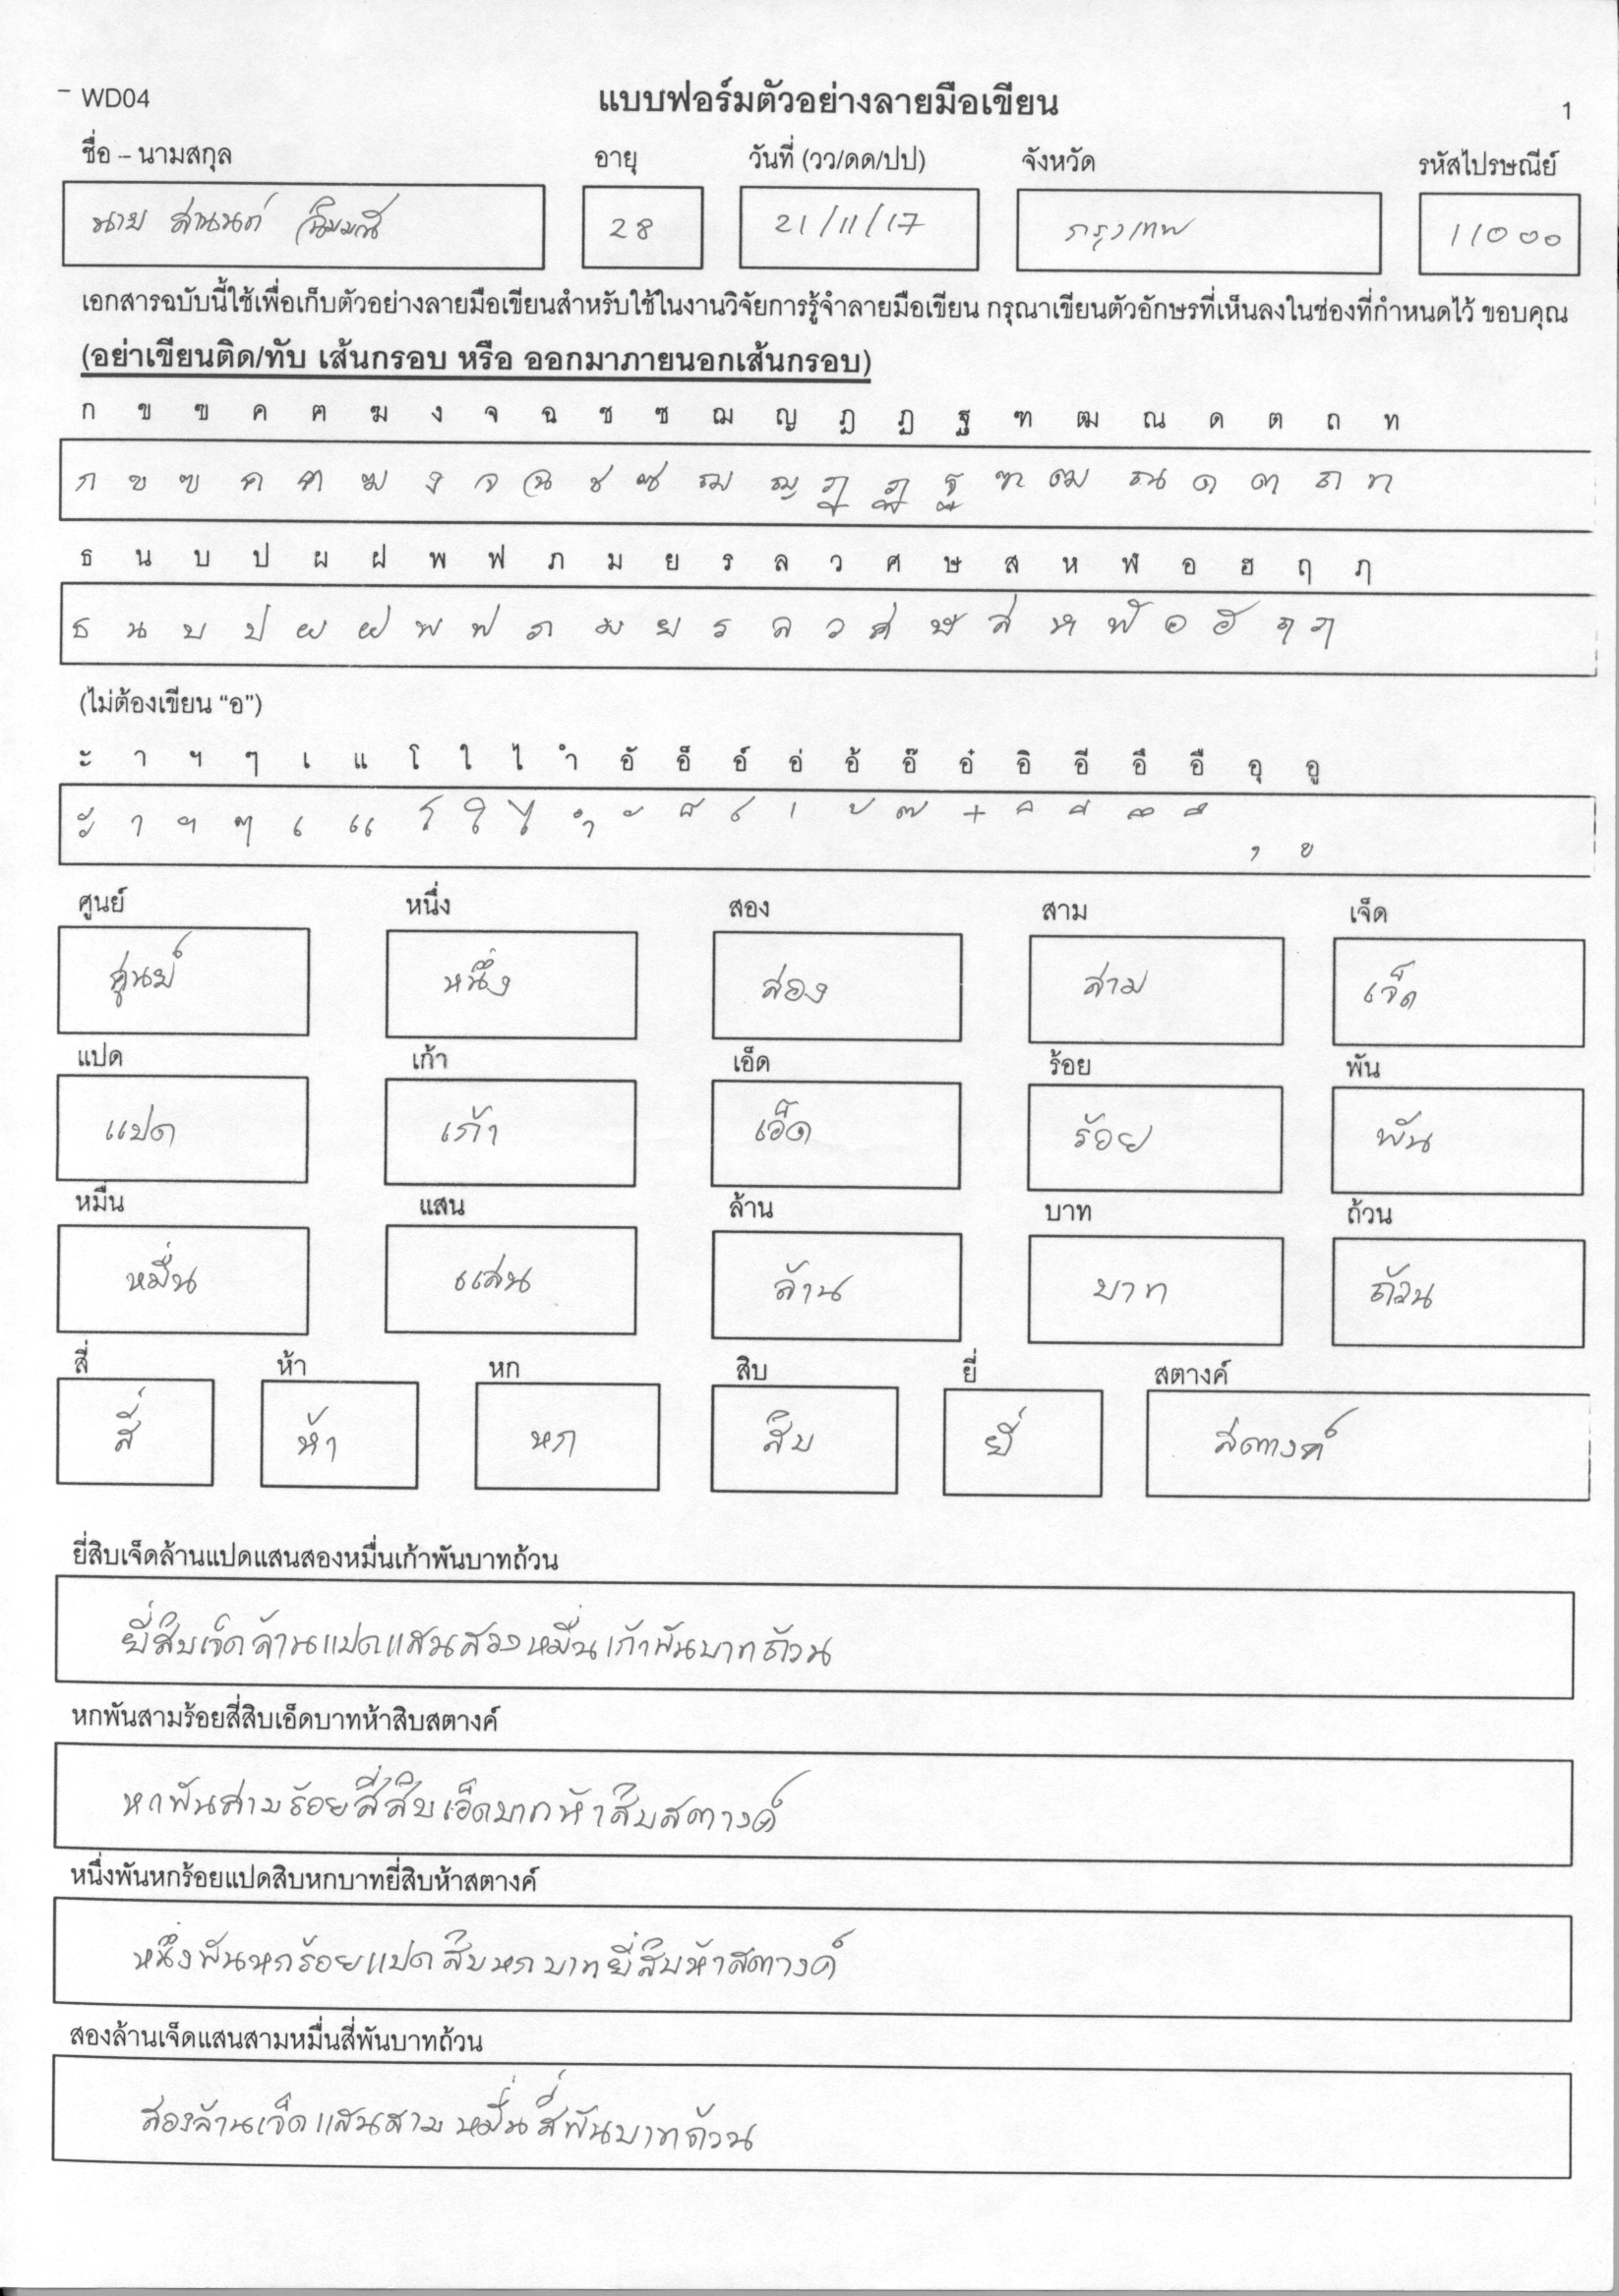 WD04 แบบฟอร์มตัวอย่างลายมือเขียน 1
ชื่อ – นามสกุล อายุ วันที่ (วว/ดด/ปป) จังหวัด รหัสไปรษณีย์
นาย สานนท์ 28 21/11/17 กรุงเทพ 11000
เอกสารฉบับนี้ใช้เพื่อเก็บตัวอย่างลายมือเขียนสำหรับใช้ในงานวิจัยการรู้จำลายมือเขียน กรุณาเขียนตัวอักษรที่เห็นลงในช่องที่กำหนดไว้ ขอบคุณ
(อย่าเขียนติด/ทับ เส้นกรอบ หรือ ออกมาภายนอกเส้นกรอบ)
ก ข ฃ ค ฅ ฆ ง จ ฉ ช ซ ฌ ญ ฎ ฏ ฐ ฑ ฒ ณ ด ต ถ ท
ก ข ฃ ค ฅ ฆ ง จ ฉ ช ซ ฌ ญ ฎ ฏ ฐ ฑ ฒ ณ ด ต ถ ท
ธ น บ ป ผ ฝ พ ฟ ภ ม ย ร ล ว ศ ษ ส ห ฬ อ ฮ ฤ ฦ
ธ น บ ป ผ ฝ พ ฟ ภ ม ย ร ล ว ศ ษ ส ห ฬ อ ฮ ฤ ฦ
(ไม่ต้องเขียน “อ”)
ะ า ฯ ๆ เ แ โ ใ ไ ำ อั อ็ อ์ อ่ อ้ อ๊ อ๋ อิ อี อึ อื อุ อู
ะ า ฯ ๆ เ แ โ ใ ไ ำ ั ็ ์ ่ ้ ๊ ๋ ิ ี ึ ื ุ ู
ศูนย์ หนึ่ง สอง สาม เจ็ด
ศูนย์ หนึ่ง สอง สาม เจ็ด
แปด เก้า เอ็ด ร้อย พัน
แปด เก้า เอ็ด ร้อย พัน
หมื่น แสน ล้าน บาท ถ้วน
หมื่น แสน ล้าน บาท ถ้วน
สี่ ห้า หก สิบ ยี่ สตางค์
สี่ ห้า หก สิบ ยี่ สตางค์
ยี่สิบเจ็ดล้านแปดแสนสองหมื่นเก้าพันบาทถ้วน
ยี่สิบเจ็ดล้านแปดแสนสองหมื่นเก้าพันบาทถ้วน
หกพันสามร้อยสี่สิบเอ็ดบาทห้าสิบสตางค์
หกพันสามร้อยสี่สิบเอ็ดบาทห้าสิบสตางค์
หนึ่งพันหกร้อยแปดสิบหกบาทยี่สิบห้าสตางค์
หนึ่งพันหกร้อยแปดสิบหกบาทยี่สิบห้าสตางค์
สองล้านเจ็ดแสนสามหมื่นสี่พันบาทถ้วน
สองล้านเจ็ดแสนสามหมื่นสี่พันบาทถ้วน